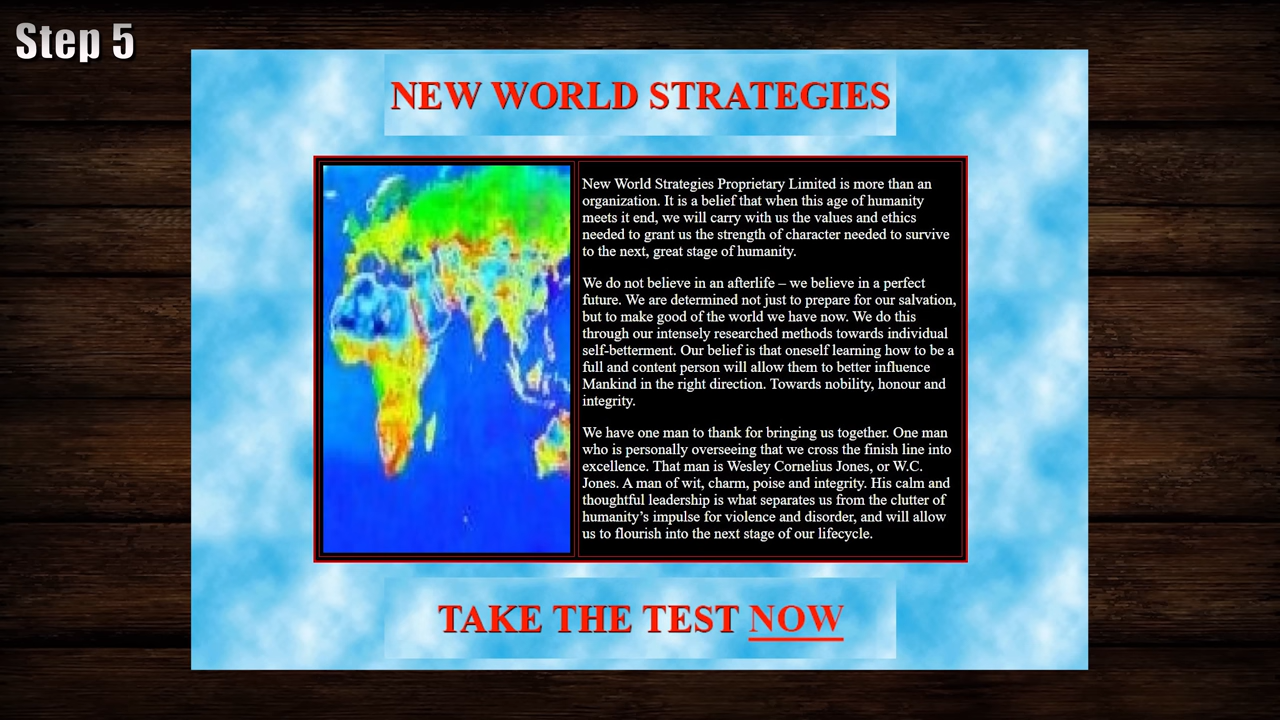 Step 5
NEW WORLD STRATEGIES
New World Strategies Proprietary Limited is more than an
organization. It is a belief that when this age of humanity
meets it end, we will carry with us the values and ethics
needed to grant us the strength of character needed to survive
to the next, great stage of humanity.
We do not believe in an afterlife – we believe in a perfect
future. We are determined not just to prepare for our salvation,
but to make good of the world we have now. We do this
through our intensely researched methods towards individual
self-betterment. Our belief is that oneself learning how to be a
full and content person will allow them to better influence
Mankind in the right direction. Towards nobility, honour and
integrity.
We have one man to thank for bringing us together. One man
who is personally overseeing that we cross the finish line into
excellence. That man is Wesley Cornelius Jones, or W.C.
Jones. A man of wit, charm, poise and integrity. His calm and
thoughtful leadership is what separates us from the clutter of
humanity’s impulse for violence and disorder, and will allow
us to flourish into the next stage of our lifecycle.
TAKE THE TEST NOW